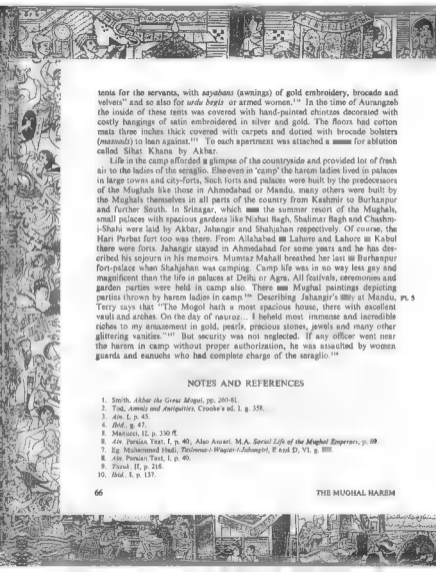 tents for the servants, with sayabans (awnings) of gold embroidery, brocade and
velvets" and so also for urdu begis or armed women. In the time of Aurangzeb
the inside of these tents was covered with hand-painted chintzes decorated with
costly hangings of satin embroidered in silver and gold. The floors had cotton
mats three inches thick covered with carpets and dotted with brocade bolsters
(masnads) to lean against. To each apartment was attached a for ablution
called Sihat Khana by Akbar.
Life in the camp afforded a glimpse of the countryside and provided lot of fresh
air to the ladies of the seraglio. Else even in 'camp' the harem ladies lived in palaces
in large towns and city-forts. Such forts and palaces were built by the predecessors
of the Mughals like those in Ahmedabad or Mandu, many others were built by
the Mughals themselves in all parts of the country from Kashmir to Burhanpur
and further South. In Srinagar, which the summer resort of the Mughals,
small palaces with spacious gardens like Nishat Bagh, Shalimar Bagh and Chashm-
i-Shahi were laid by Akbar, Jahangir and Shahjahan respectively. Of course, the
Hari Parbat fort too was there. From Allahabad Lahore and Lahore Kabul
there were forts. Jahangir stayed in Ahmedabad for some years and he has des-
cribed his sojourn in his memoirs. Mumtaz Mahall breathed her last Burhanpur
fort-palace when Shahjahan was camping. Camp life was in no way less gay and
magnificent than the life in palaces at Delhi or Agra. All festivals, ceremonies and
garden parties were held in camp also. There Mughal paintings depicting
parties thrown by harem ladies in camp. Describing Jahangir's at Mandu, Pl. 5
Terry says that "The Mogol hath a most spacious house, there with excellent
vault and arches. On the day of nauroz... I beheld most immense and incredible
riches to my amazement in gold, pearls, precious stones, jewels and many other
glittering vanities." But security was not neglected. If any officer went near
the harem in camp without proper authorization, he was assaulted by women
guards and eunuchs who had complete charge of the seraglio.
NOTES AND REFERENCES
1. Smith, Akbar the Great Mogul, pp. 260-61.
2. Tod, Annals and Antiquities, Crooke's ed. I, p. 358.
3. Ain. I, p. 45.
4. Ibid., p. 47.
Manucci, II, p. 330 ff.
Ain, Persian Text, I, p. 40; Also Ansari, M.A. Social Life of the Mughal Emperors, p. 69.
7. Eg. Muhammad Hadi, Tatimma-i-Waqiat-i-Jahangiri, E and D, VI, p.
Ain, Persian Text, I, p. 40.
9. Tuzuk, II, p. 216.
10. Ibid., I, p. 137.
66 THE MUGHAL HAREM